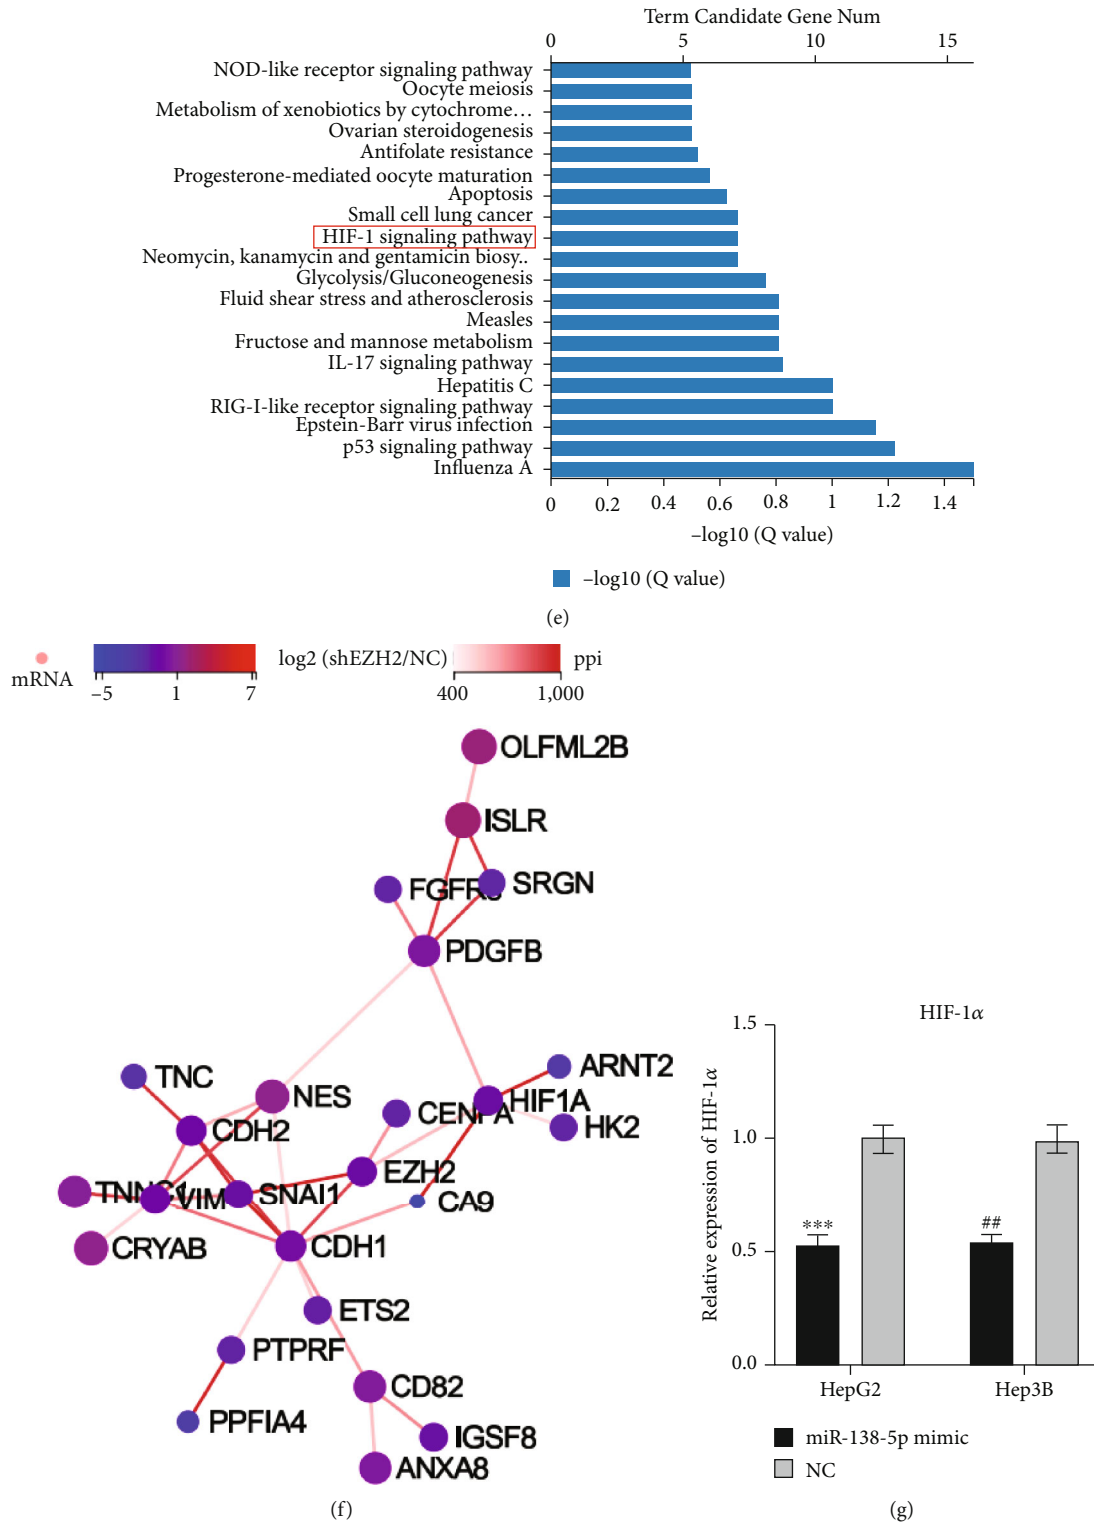 Term Candidate Gene Num
0 5 10 15
NOD-like receptor signaling pathway
Oocyte meiosis
Metabolism of xenobiotics by cytochrome…
Ovarian steroidogenesis
Antifolate resistance
Progesterone-mediated oocyte maturation
Apoptosis
Small cell lung cancer
HIF-1 signaling pathway
Neomycin, kanamycin and gentamicin biosy..
Glycolysis/Gluconeogenesis
Fluid shear stress and atherosclerosis
Measles
Fructose and mannose metabolism
IL-17 signaling pathway
Hepatitis C
RIG-I-like receptor signaling pathway
Epstein-Barr virus infection
p53 signaling pathway
Influenza A
0 0.2 0.4 0.6 0.8 1 1.2 1.4
–log10 (Q value)
–log10 (Q value)
(e)
mRNA
–5 1 7
log2 (shEZH2/NC)
400 1,000
ppi
OLFML2B
ISLR
SRGN
PDGFB
TNC
NES
CDH2
ARNT2
HIF1A
HK2
EZH2
VIM
SNAI1
CA9
CRYAB
CDH1
ETS2
PTPRF
CD82
PPFIA4
IGSF8
ANXA8
(f)
HIF-1α
Relative expression of HIF-1α
1.5
1.0
0.5
0.0
***
##
HepG2 Hep3B
miR-138-5p mimic
NC
(g)